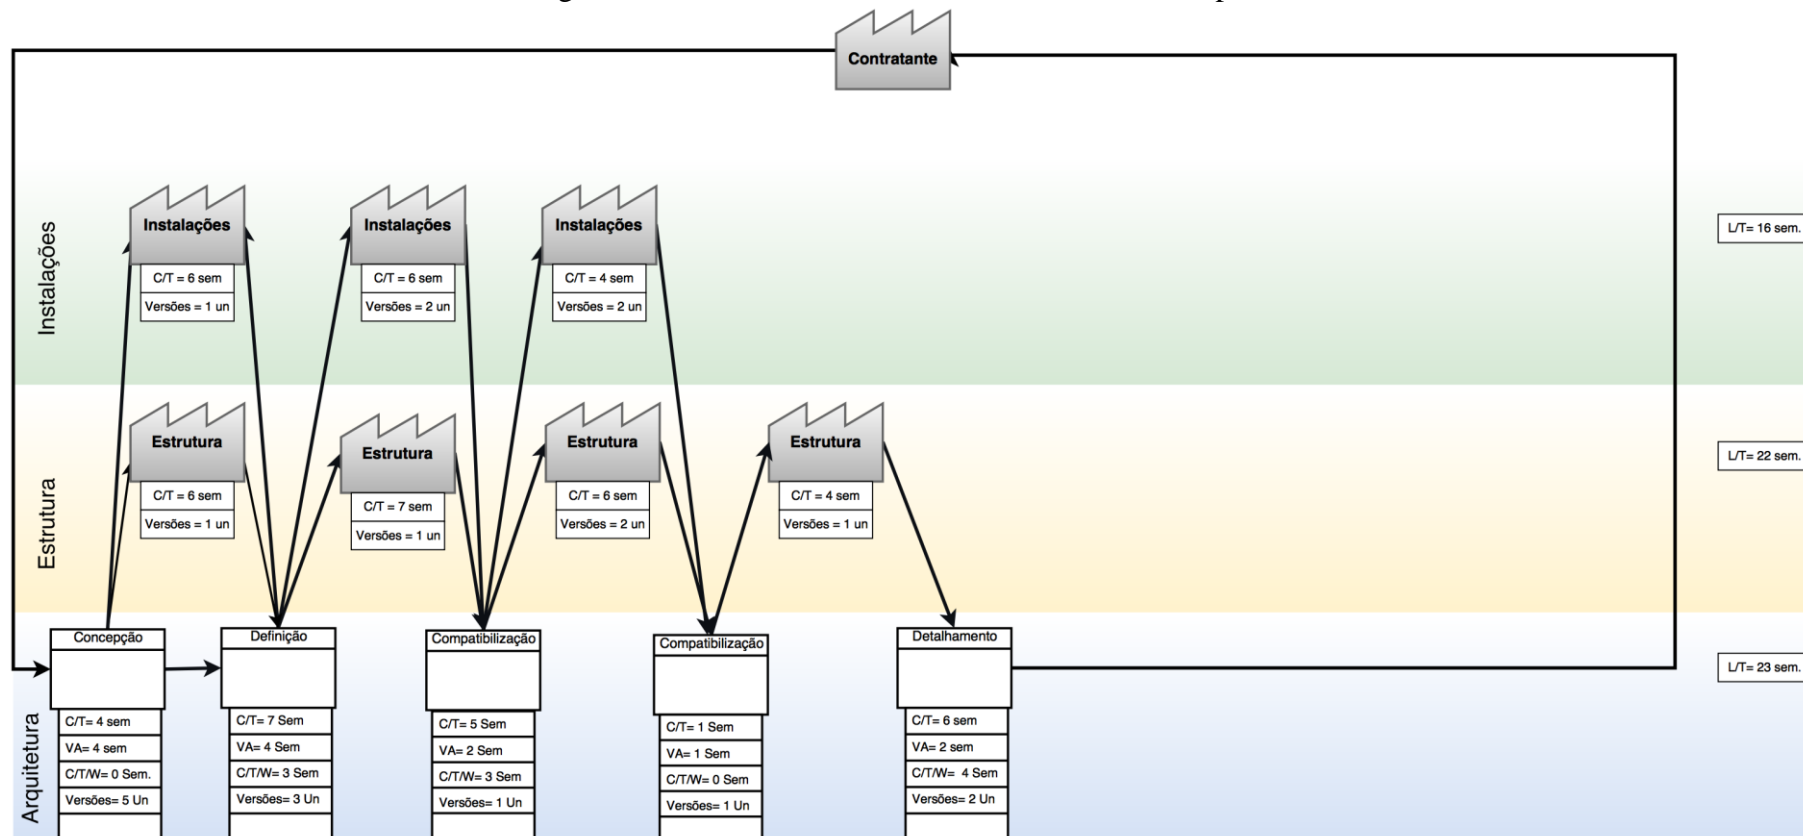 Contratante
Instalações
Instalações
C/T = 6 sem
Versões = 1 un
Instalações
C/T = 6 sem
Versões = 2 un
Instalações
C/T = 4 sem
Versões = 2 un
L/T= 16 sem.
Estrutura
Estrutura
C/T = 6 sem
Versões = 1 un
Estrutura
C/T = 7 sem
Versões = 1 un
Estrutura
C/T = 6 sem
Versões = 2 un
Estrutura
C/T = 4 sem
Versões = 1 un
L/T= 22 sem.
Arquitetura
Concepção
C/T= 4 sem
VA= 4 sem
C/T/W= 0 Sem.
Versões= 5 Un
Definição
C/T= 7 Sem
VA= 4 Sem
C/T/W= 3 Sem
Versões= 3 Un
Compatibilização
C/T= 5 Sem
VA= 2 Sem
C/T/W= 3 Sem
Versões= 1 Un
Compatibilização
C/T= 1 Sem
VA= 1 Sem
C/T/W= 0 Sem
Versões= 1 Un
Detalhamento
C/T= 6 sem
VA= 2 sem
C/T/W= 4 Sem
Versões= 2 Un
L/T= 23 sem.